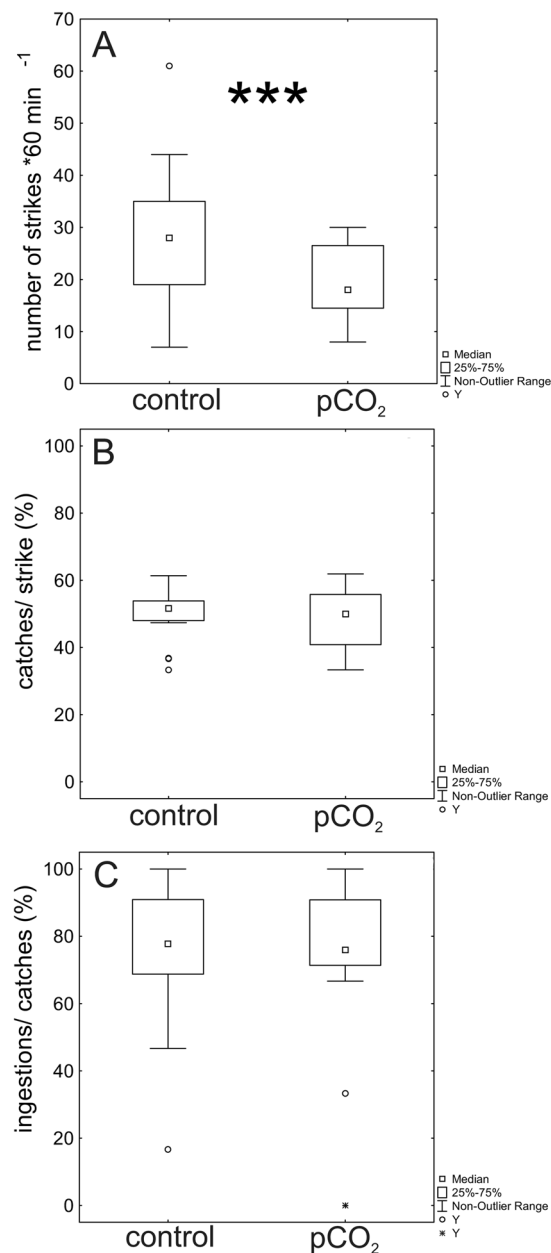 A
***
number of strikes *60 min -1
70
60
50
40
30
20
10
0
control
pCO₂
Median
25%-75%
Non-Outlier Range
Y
B
catches/ strike (%)
100
80
60
40
20
0
control
pCO₂
Median
25%-75%
Non-Outlier Range
Y
C
ingestions/ catches (%)
100
80
60
40
20
0
control
pCO₂
Median
25%-75%
Non-Outlier Range
Y
Y